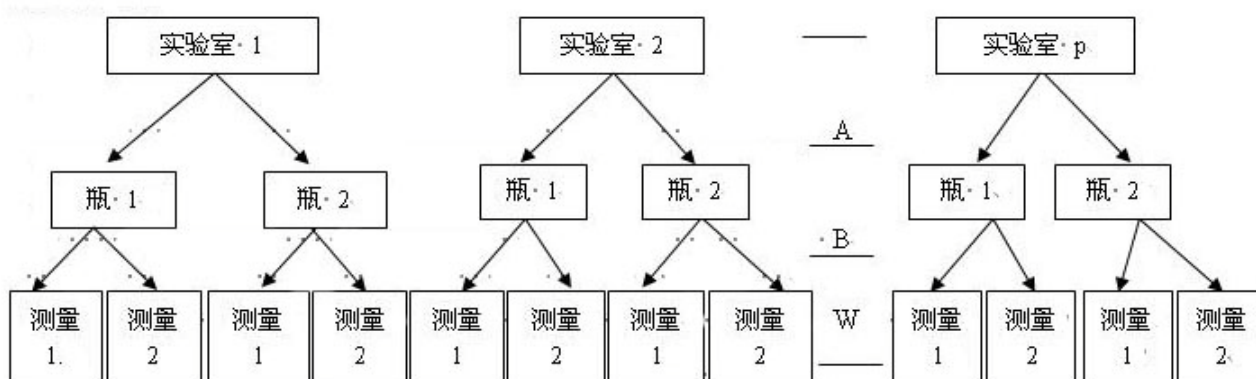 实验室 1 实验室 2 实验室 p
A
瓶 1 瓶 2 瓶 1 瓶 2 瓶 1 瓶 2
B
测量 测量 测量 测量 测量 测量 测量 测量 W 测量 测量 测量 测量
1. 2 1 2 1 2 1 2 1 2 1 2